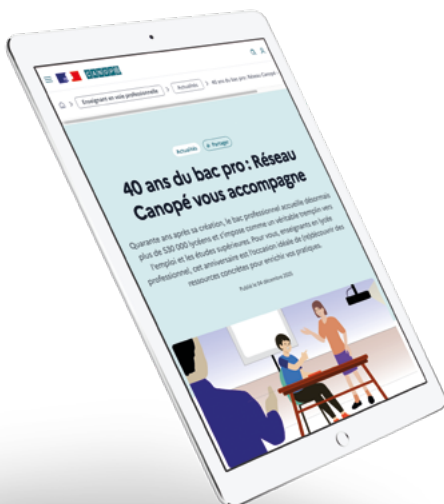 CANOPÉ
Enseignant en voie professionnelle > Actualités > 40 ans du bac pro : Réseau Canopé
Actualités Partager
40 ans du bac pro : Réseau
Canopé vous accompagne
Quarante ans après sa création, le bac professionnel accueille désormais
plus de 530 000 lycéens et s'impose comme un véritable tremplin vers
l'emploi et les études supérieures. Pour vous, enseignants en lycée
professionnel, cet anniversaire est l'occasion idéale de (re)découvrir des
ressources concrètes pour enrichir vos pratiques.
Publié le 04 décembre 2025